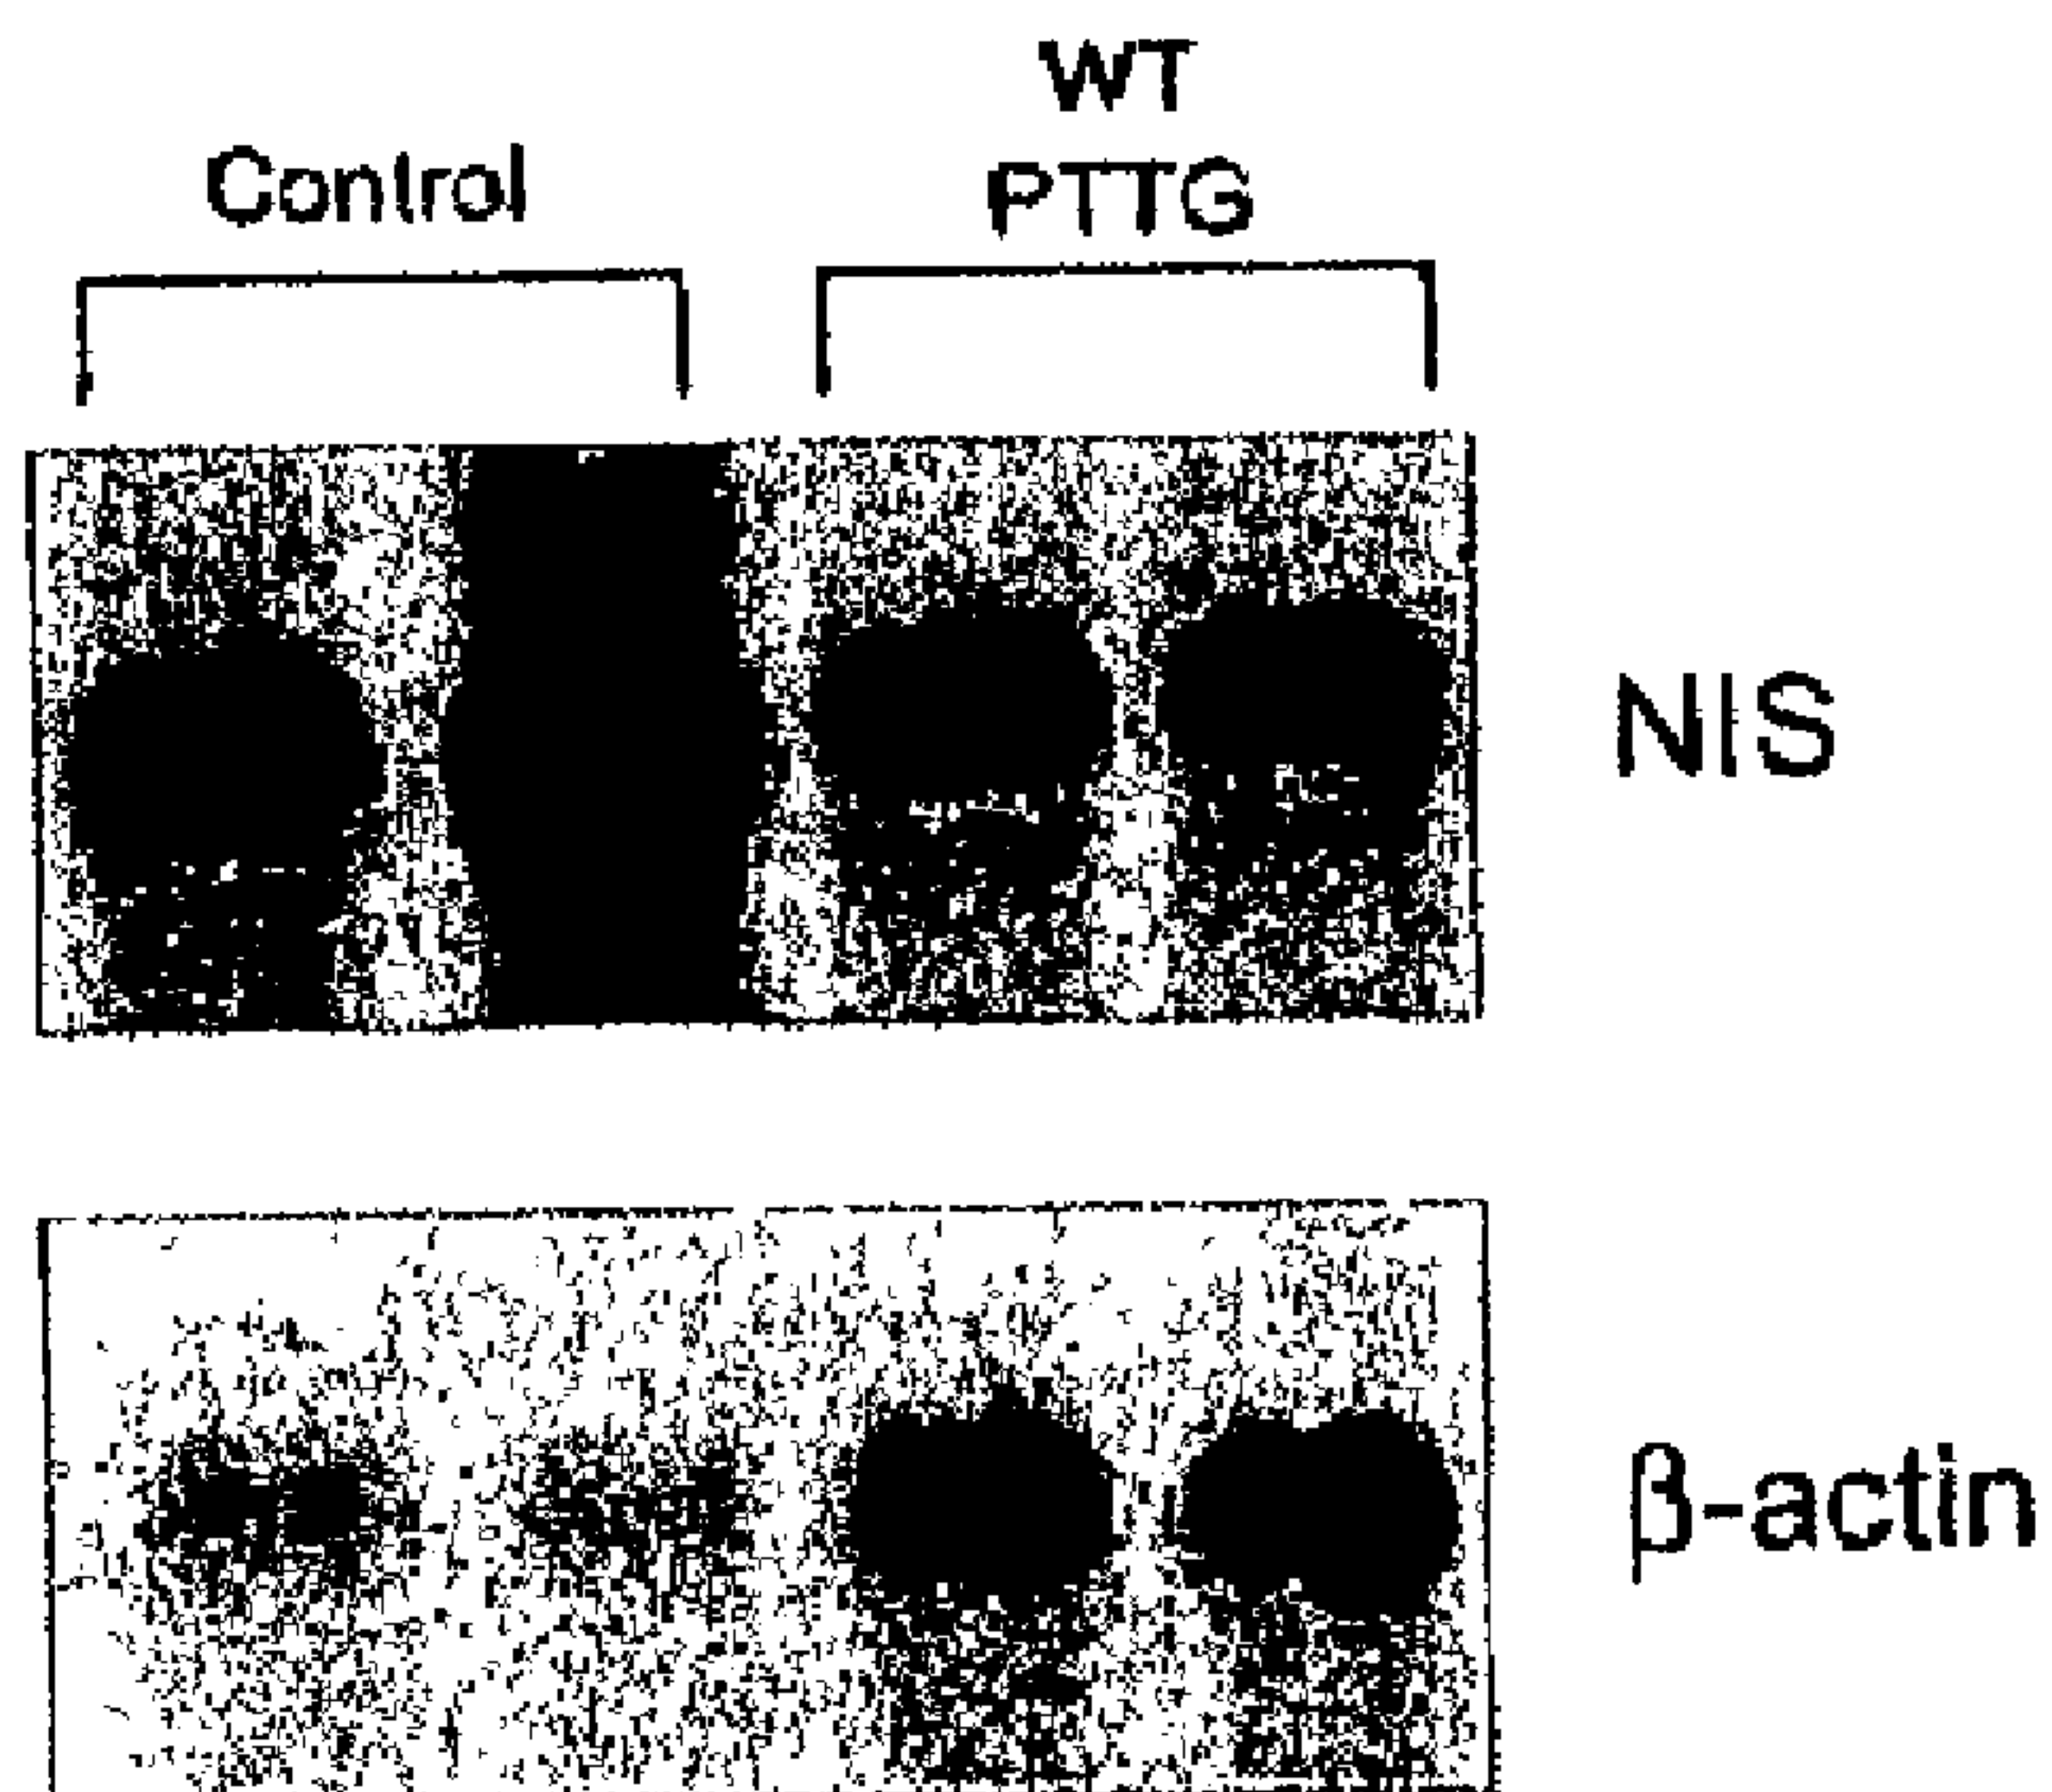 WT
Control
PTTG
NIS
β-actin